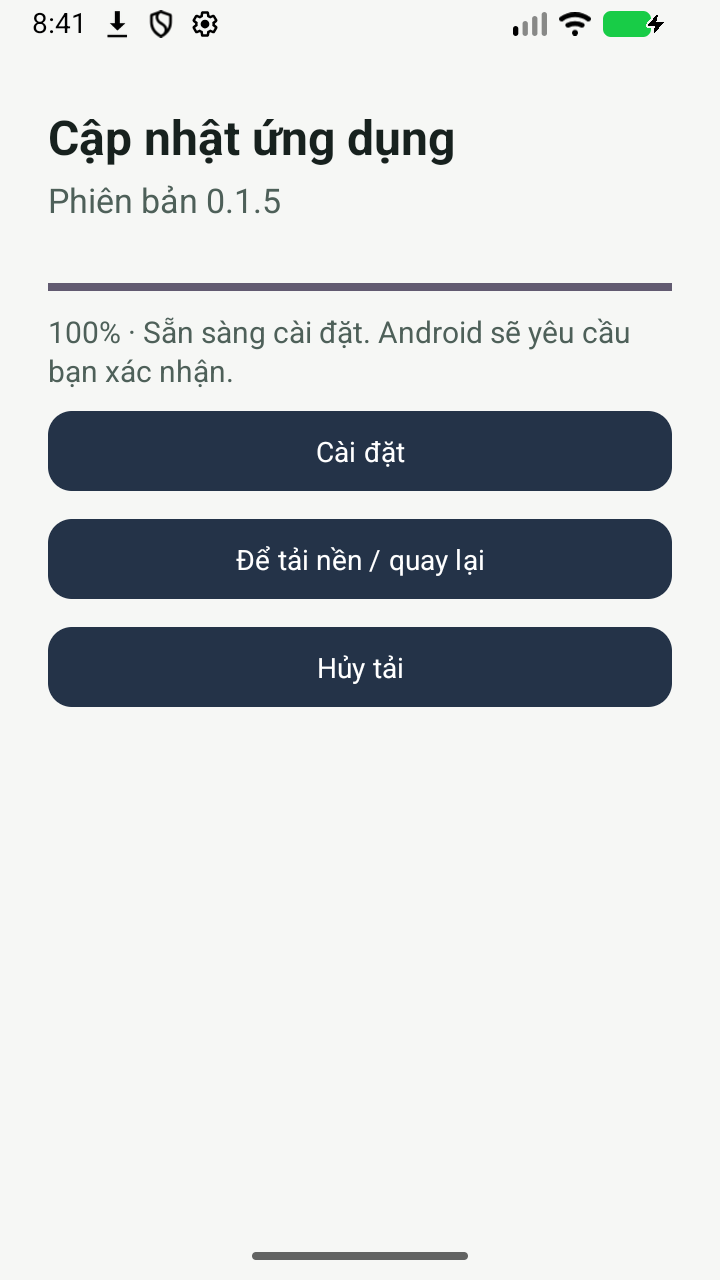 8:41
Cập nhật ứng dụng
Phiên bản 0.1.5
100% · Sẵn sàng cài đặt. Android sẽ yêu cầu
bạn xác nhận.
Cài đặt
Để tải nền / quay lại
Hủy tải